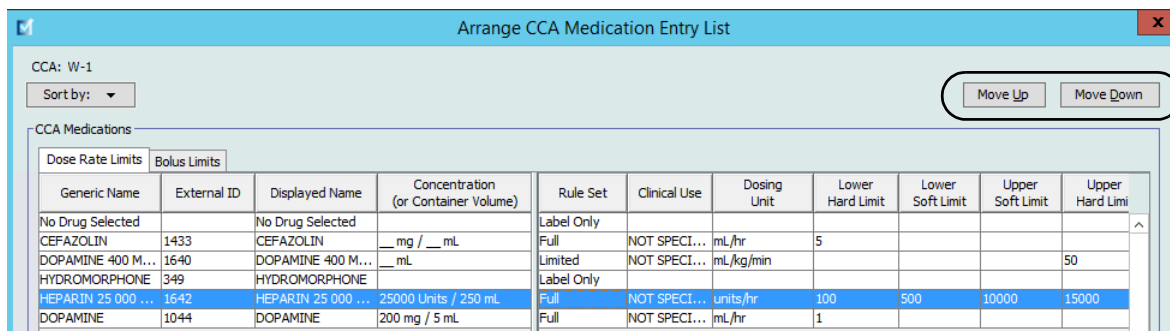 Arrange CCA Medication Entry List
x
CCA: W-1
Sort by:
Move Up Move Down
CCA Medications
Dose Rate Limits Bolus Limits
Generic Name External ID Displayed Name Concentration (or Container Volume) Rule Set Clinical Use Dosing Unit Lower Hard Limit Lower Soft Limit Upper Soft Limit Upper Hard Limi
No Drug Selected No Drug Selected Label Only
CEFAZOLIN 1433 CEFAZOLIN __ mg / __ mL Full NOT SPECI... mL/hr 5
DOPAMINE 400 M... 1640 DOPAMINE 400 M... __ mL Limited NOT SPECI... mL/kg/min 50
HYDROMORPHONE 349 HYDROMORPHONE Label Only
HEPARIN 25 000 ... 1642 HEPARIN 25 000 ... 25000 Units / 250 mL Full NOT SPECI... units/hr 100 500 10000 15000
DOPAMINE 1044 DOPAMINE 200 mg / 5 mL Full NOT SPECI... mL/hr 1